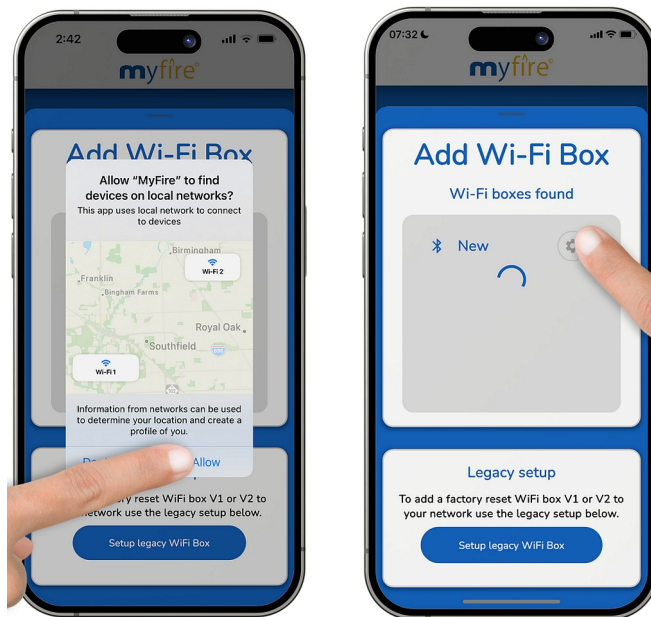 2:42
myfire
Add Wi-Fi Box
Allow “MyFire” to find
devices on local networks?
This app uses local network to connect
to devices
Birmingham
Wi-Fi 2
Franklin
Bingham Farms
Royal Oak
Southfield
Wi-Fi 1
Information from networks can be used
to determine your location and create a
profile of you.
Allow
reset WiFi box V1 or V2 to
network use the legacy setup below.
Setup legacy WiFi Box
07:32
myfire
Add Wi-Fi Box
Wi-Fi boxes found
New
Legacy setup
To add a factory reset WiFi box V1 or V2 to
your network use the legacy setup below.
Setup legacy WiFi Box